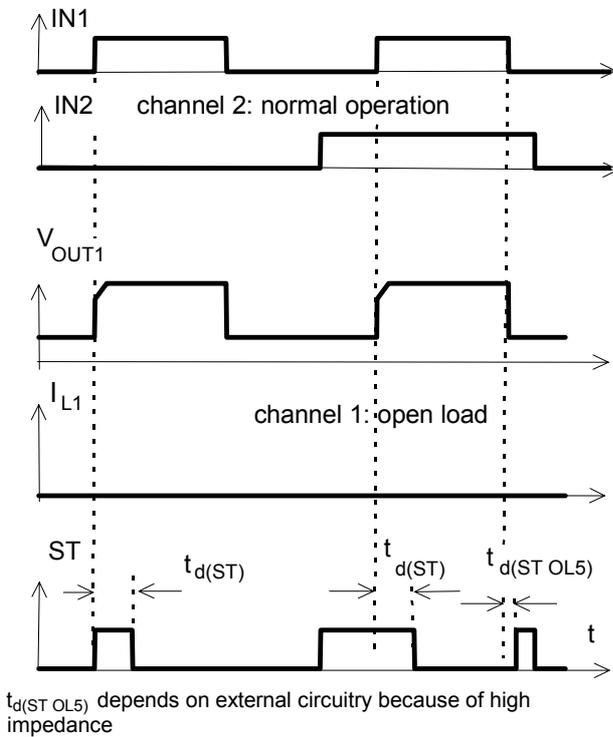 IN1
IN2 channel 2: normal operation
VOUT1
IL1
channel 1: open load
ST
td(ST)
td(ST)
td(ST OL5)
t
td(ST OL5) depends on external circuitry because of high
impedance